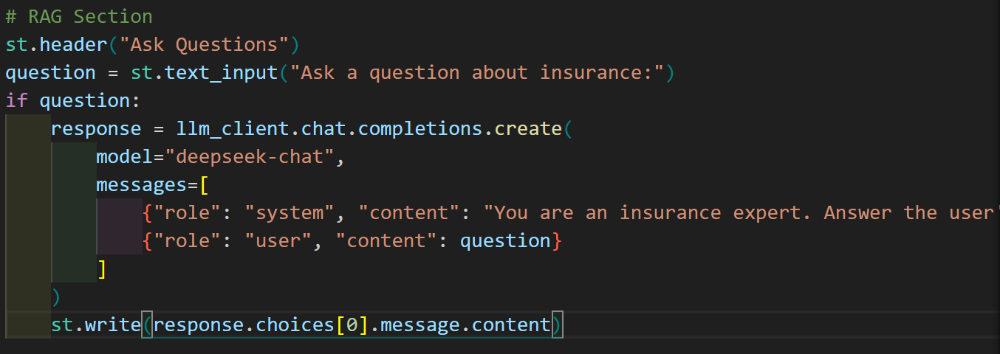 # RAG Section
st.header("Ask Questions")
question = st.text_input("Ask a question about insurance:")
if question:
response = llm_client.chat.completions.create(
model="deepseek-chat",
messages=[
{"role": "system", "content": "You are an insurance expert. Answer the user'
{"role": "user", "content": question}
]
)
st.write(response.choices[0].message.content)